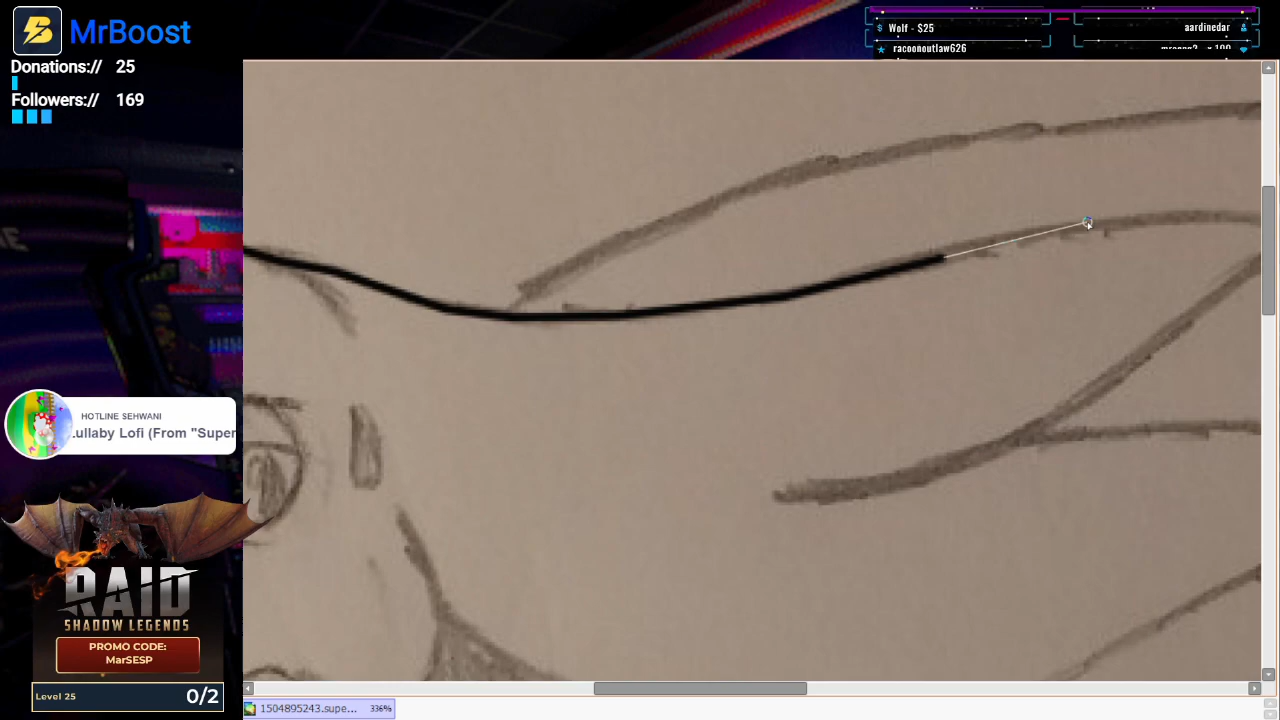 MrBoost
Donations:// 25
Followers:// 169
Wolf - $25
aardinedar
racoonoutlaw626
x 100
HOTLINE SEHWANI
Lullaby Lofi (From "Super
RAID
SHADOW LEGENDS
PROMO CODE:
MarSESP
Level 25
0/2
1504895243.supe...
336%